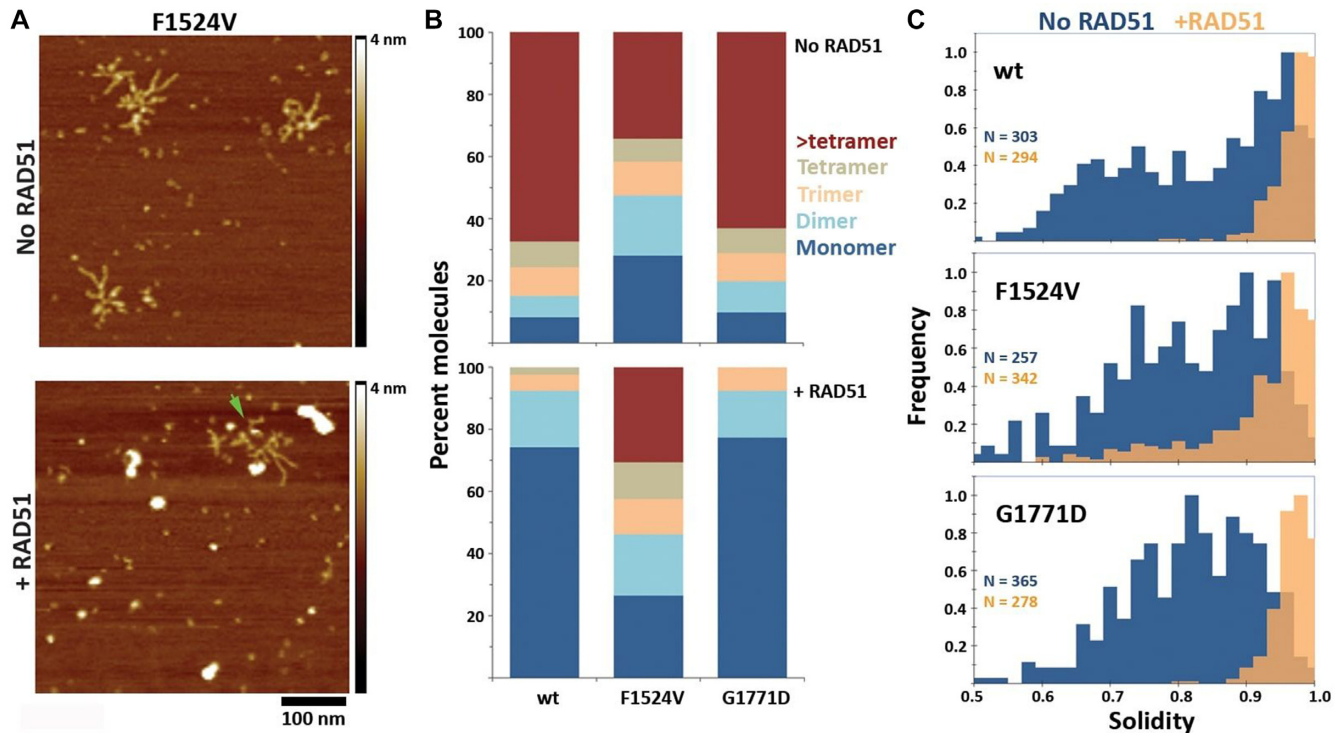 A
F1524V
No RAD51
4 nm
+ RAD51
4 nm
100 nm
B
Percent molecules
100
80
60
40
20
No RAD51
>tetramer
Tetramer
Trimer
Dimer
Monomer
100
80
60
40
20
+ RAD51
wt
F1524V
G1771D
C
No RAD51 +RAD51
Frequency
1.0
0.8
0.6
0.4
0.2
wt
N = 303
N = 294
1.0
0.8
0.6
0.4
0.2
F1524V
N = 257
N = 342
1.0
0.8
0.6
0.4
0.2
G1771D
N = 365
N = 278
0.5 0.6 0.7 0.8 0.9 1.0
Solidity